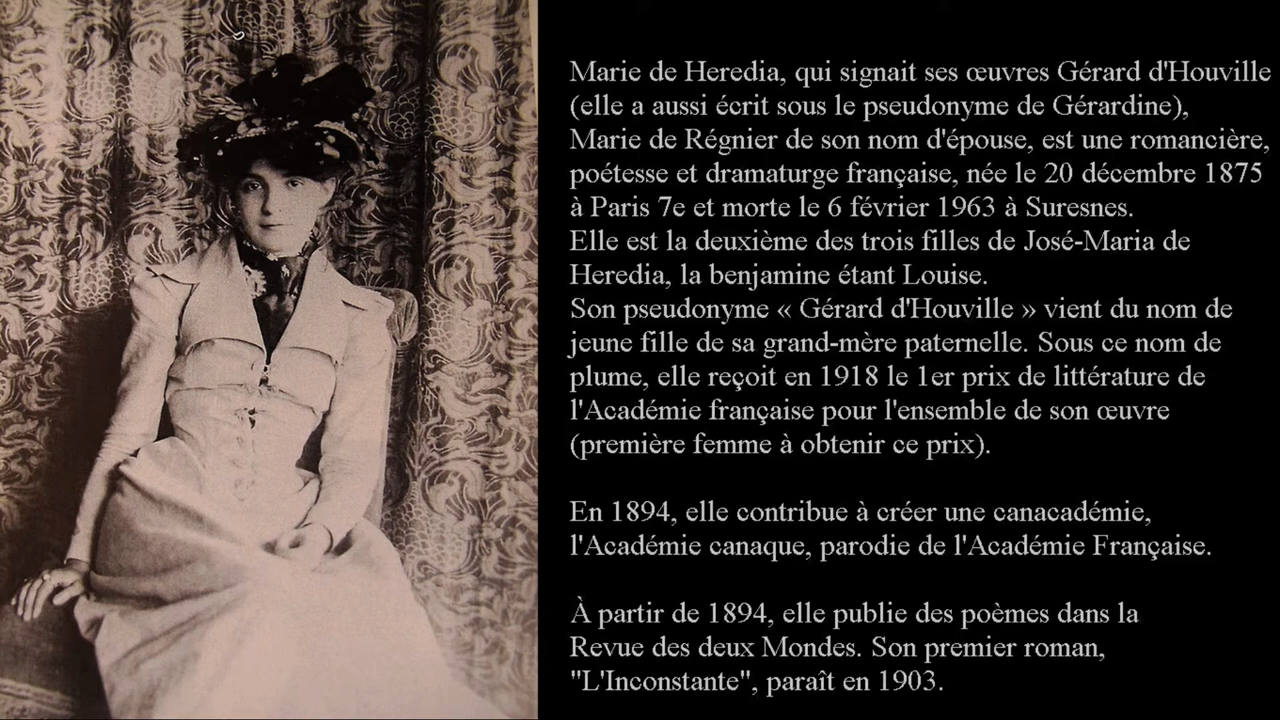 Marie de Heredia, qui signait ses œuvres Gérard d'Houville
(elle a aussi écrit sous le pseudonyme de Gérardine),
Marie de Régnier de son nom d'épouse, est une romancière,
poétesse et dramaturge française, née le 20 décembre 1875
à Paris 7e et morte le 6 février 1963 à Suresnes.
Elle est la deuxième des trois filles de José-Maria de
Heredia, la benjamine étant Louise.
Son pseudonyme « Gérard d'Houville » vient du nom de
jeune fille de sa grand-mère paternelle. Sous ce nom de
plume, elle reçoit en 1918 le 1er prix de littérature de
l'Académie française pour l'ensemble de son œuvre
(première femme à obtenir ce prix).
En 1894, elle contribue à créer une canacadémie,
l'Académie canaque, parodie de l'Académie Française.
À partir de 1894, elle publie des poèmes dans la
Revue des deux Mondes. Son premier roman,
"L'Inconstante", paraît en 1903.